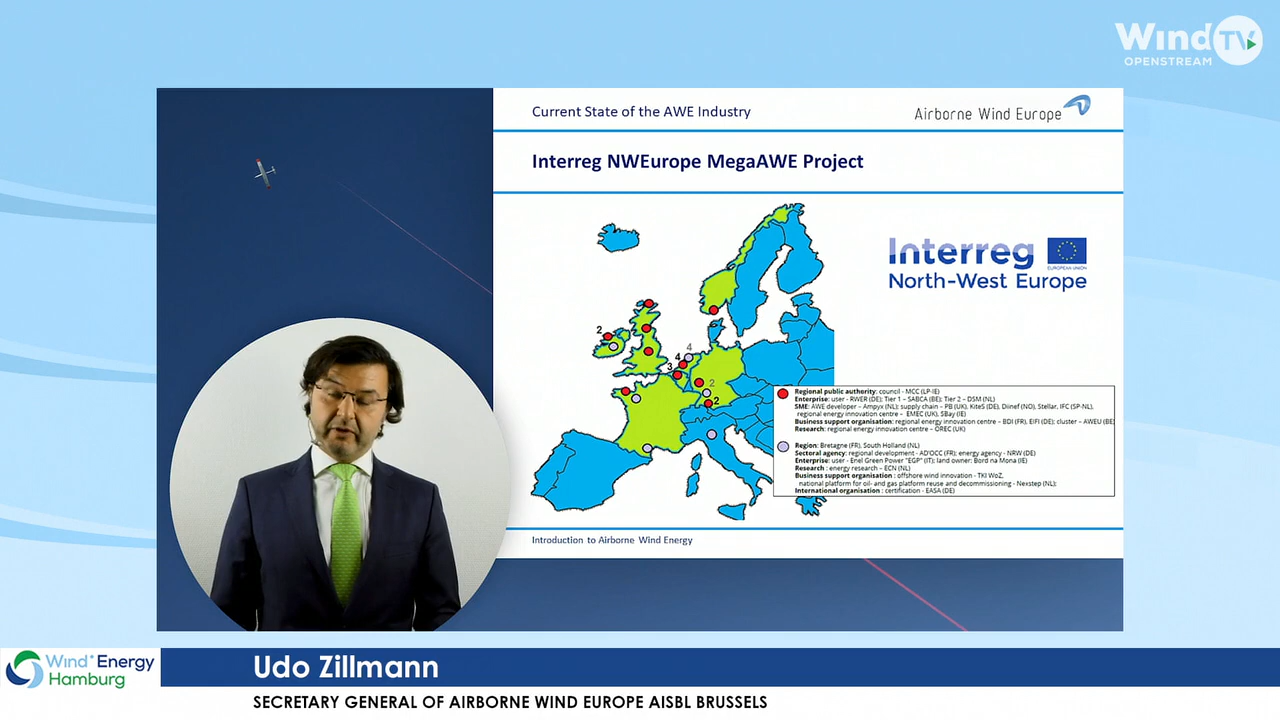 WindTV
OPENSTREAM
Current State of the AWE Industry
Airborne Wind Europe
Interreg NWEurope MegaAWE Project
Interreg
EUROPEAN UNION
North-West Europe
2
4
4
3
2
2
Regional public authority: council - MCC (LP-IE)
Enterprise: user - RWER (DE); Tier 1 – SABCA (BE); Tier 2 – DSM (NL)
SME: AWE developer – Ampyx (NL); supply chain – PB (UK), KiteS (DE), Diinef (NO), Stellar, IFC (SP-NL),
regional energy innovation centre – EMEC (UK), SBay (IE)
Business support organisation: regional energy innovation centre – BDI (FR), EIFI (DE); cluster – AWEU (BE
Research: regional energy innovation centre – OREC (UK)
Region: Bretagne (FR), South Holland (NL)
Sectoral agency: regional development - AD'OCC (FR); energy agency - NRW (DE)
Enterprise: user - Enel Green Power "EGP" (IT); land owner: Bord na Mona (IE)
Research : energy research – ECN (NL)
Business support organisation : offshore wind innovation - TKI WoZ,
national platform for oil- and gas platform reuse and decommissioning - Nexstep (NL);
International organisation : certification - EASA (DE)
Introduction to Airborne Wind Energy
Wind Energy
Hamburg
Udo Zillmann
SECRETARY GENERAL OF AIRBORNE WIND EUROPE AISBL BRUSSELS